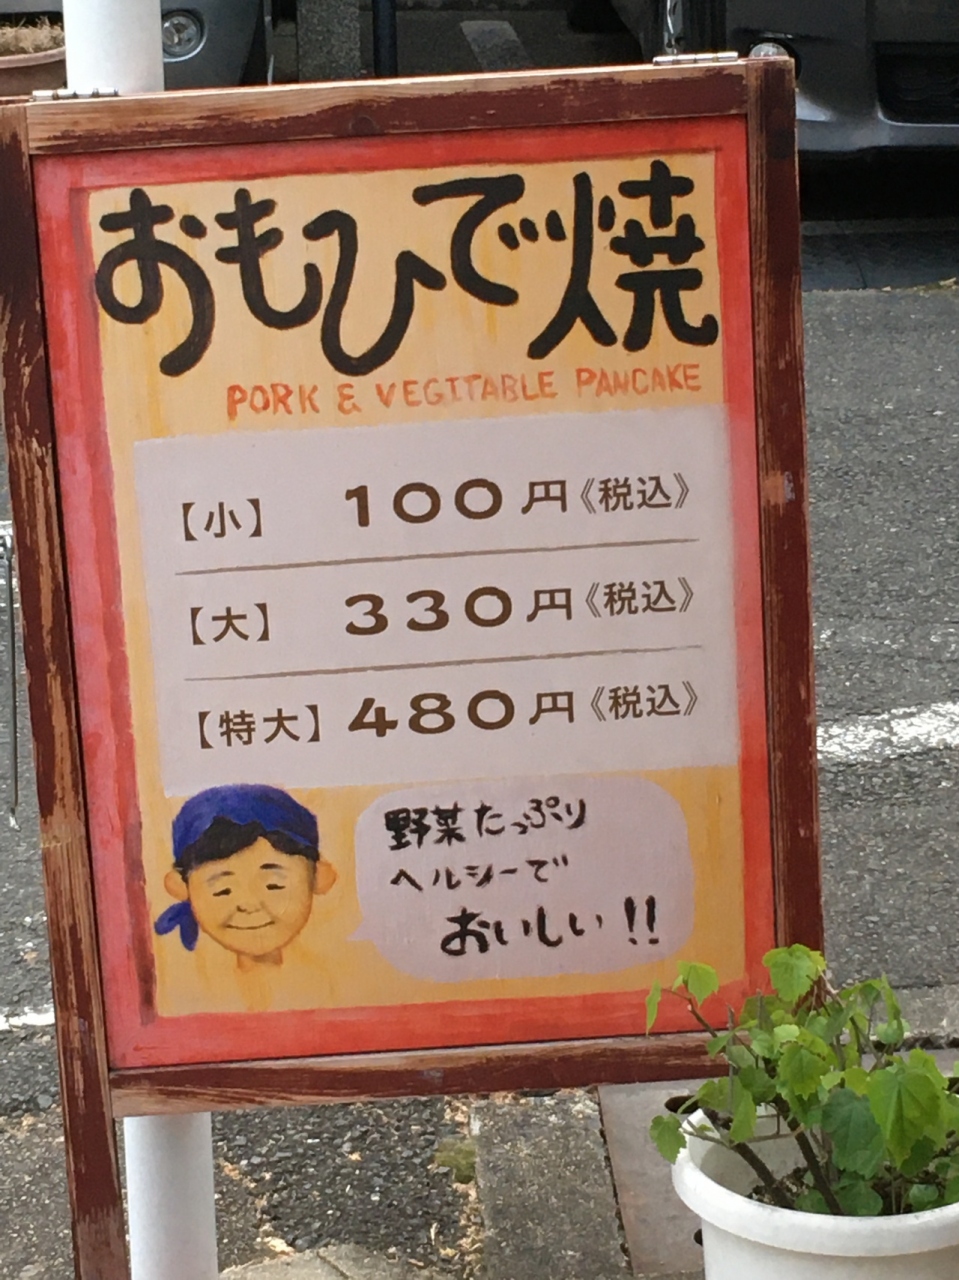 おもひで焼
PORK & VEGITABLE PANCAKE
【小】 100円《税込》
【大】 330円《税込》
【特大】 480円《税込》
野菜たっぷり
ヘルシーで
おいしい!!